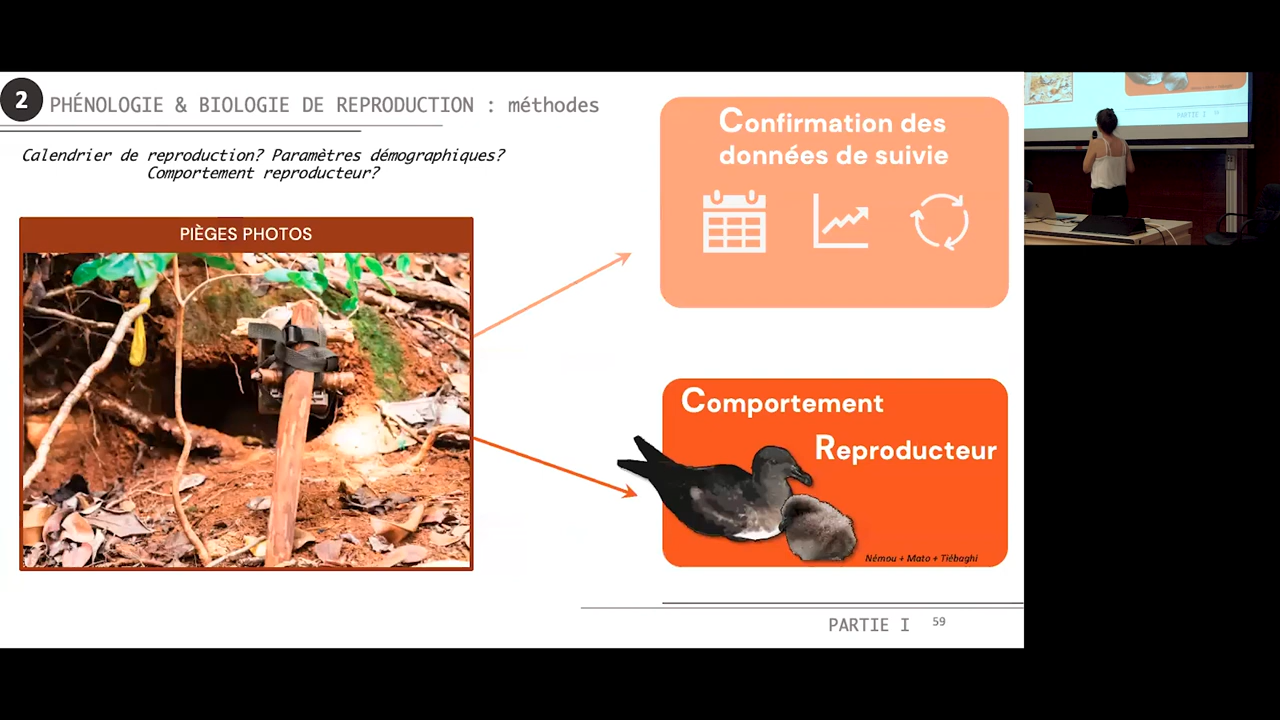 2 PHÉNOLOGIE & BIOLOGIE DE REPRODUCTION : méthodes
Calendrier de reproduction? Paramètres démographiques?
Comportement reproducteur?
PIÈGES PHOTOS
Confirmation des
données de suivie
Comportement
Reproducteur
Némou + Mato + Tiébaghi
PARTIE I 59
PARTIE I